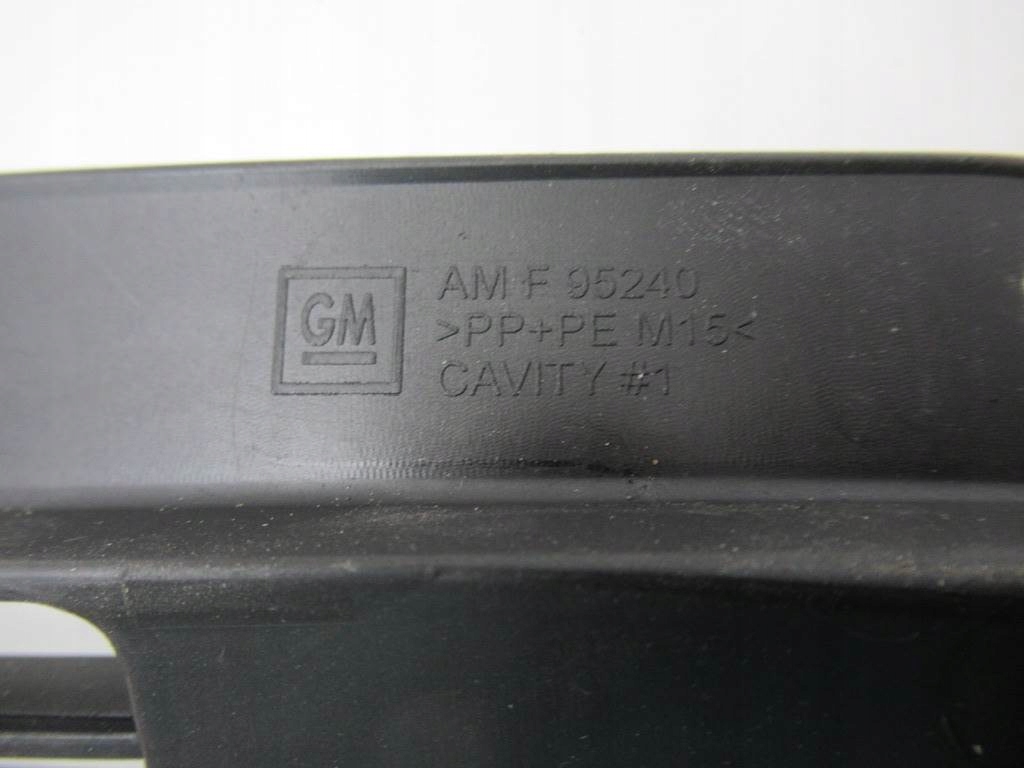 GM
AM F 95240
>PP+PE M15<
CAVITY #1